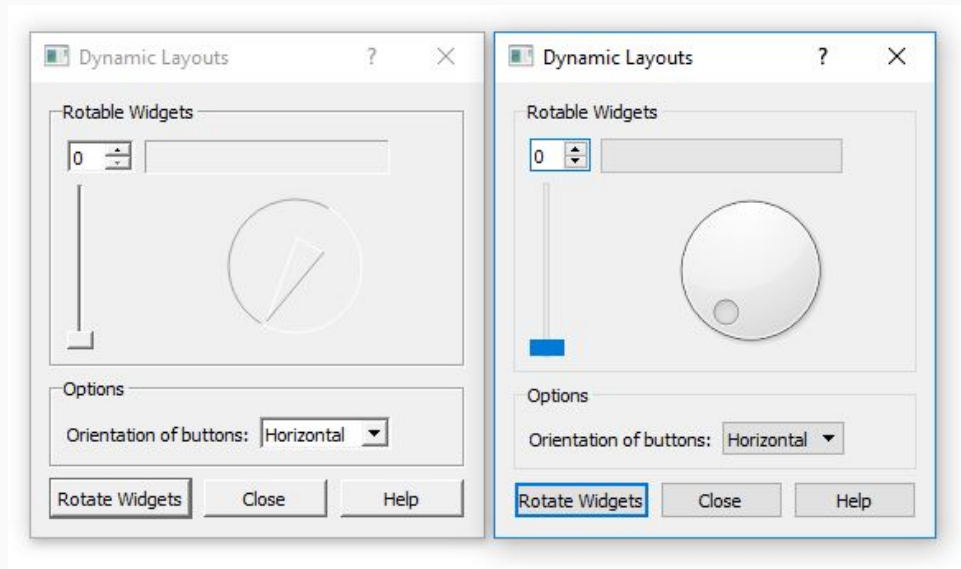 Dynamic Layouts ? ×
Rotable Widgets
0
Options
Orientation of buttons: Horizontal
Rotate Widgets Close Help
Dynamic Layouts ? ×
Rotable Widgets
0
Options
Orientation of buttons: Horizontal
Rotate Widgets Close Help